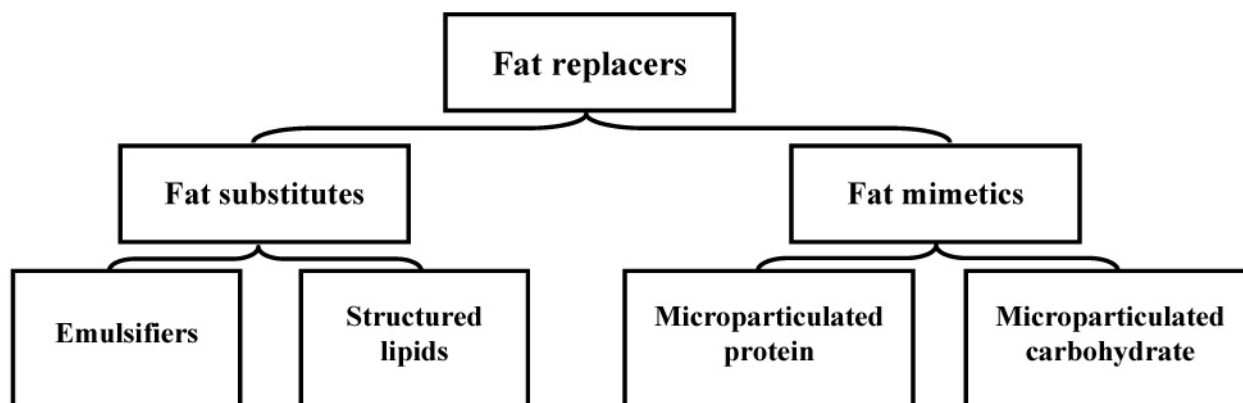 Fat replacers
Fat substitutes
Fat mimetics
Emulsifiers
Structured
lipids
Microparticulated
protein
Microparticulated
carbohydrate